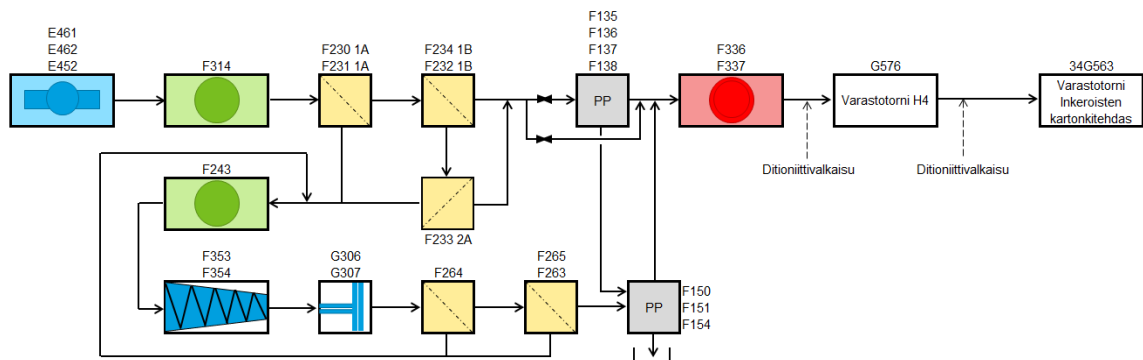 E461
E462
E452
F314
F230 1A
F231 1A
F234 1B
F232 1B
F135
F136
F137
F138
PP
F336
F337
G576
Varastotorni H4
34G563
Varastotorni
Inkeroisten
kartonkitehdas
Ditioniittivalkaisu
Ditioniittivalkaisu
F243
F233 2A
F353
F354
G306
G307
F264
F265
F263
PP
F150
F151
F154